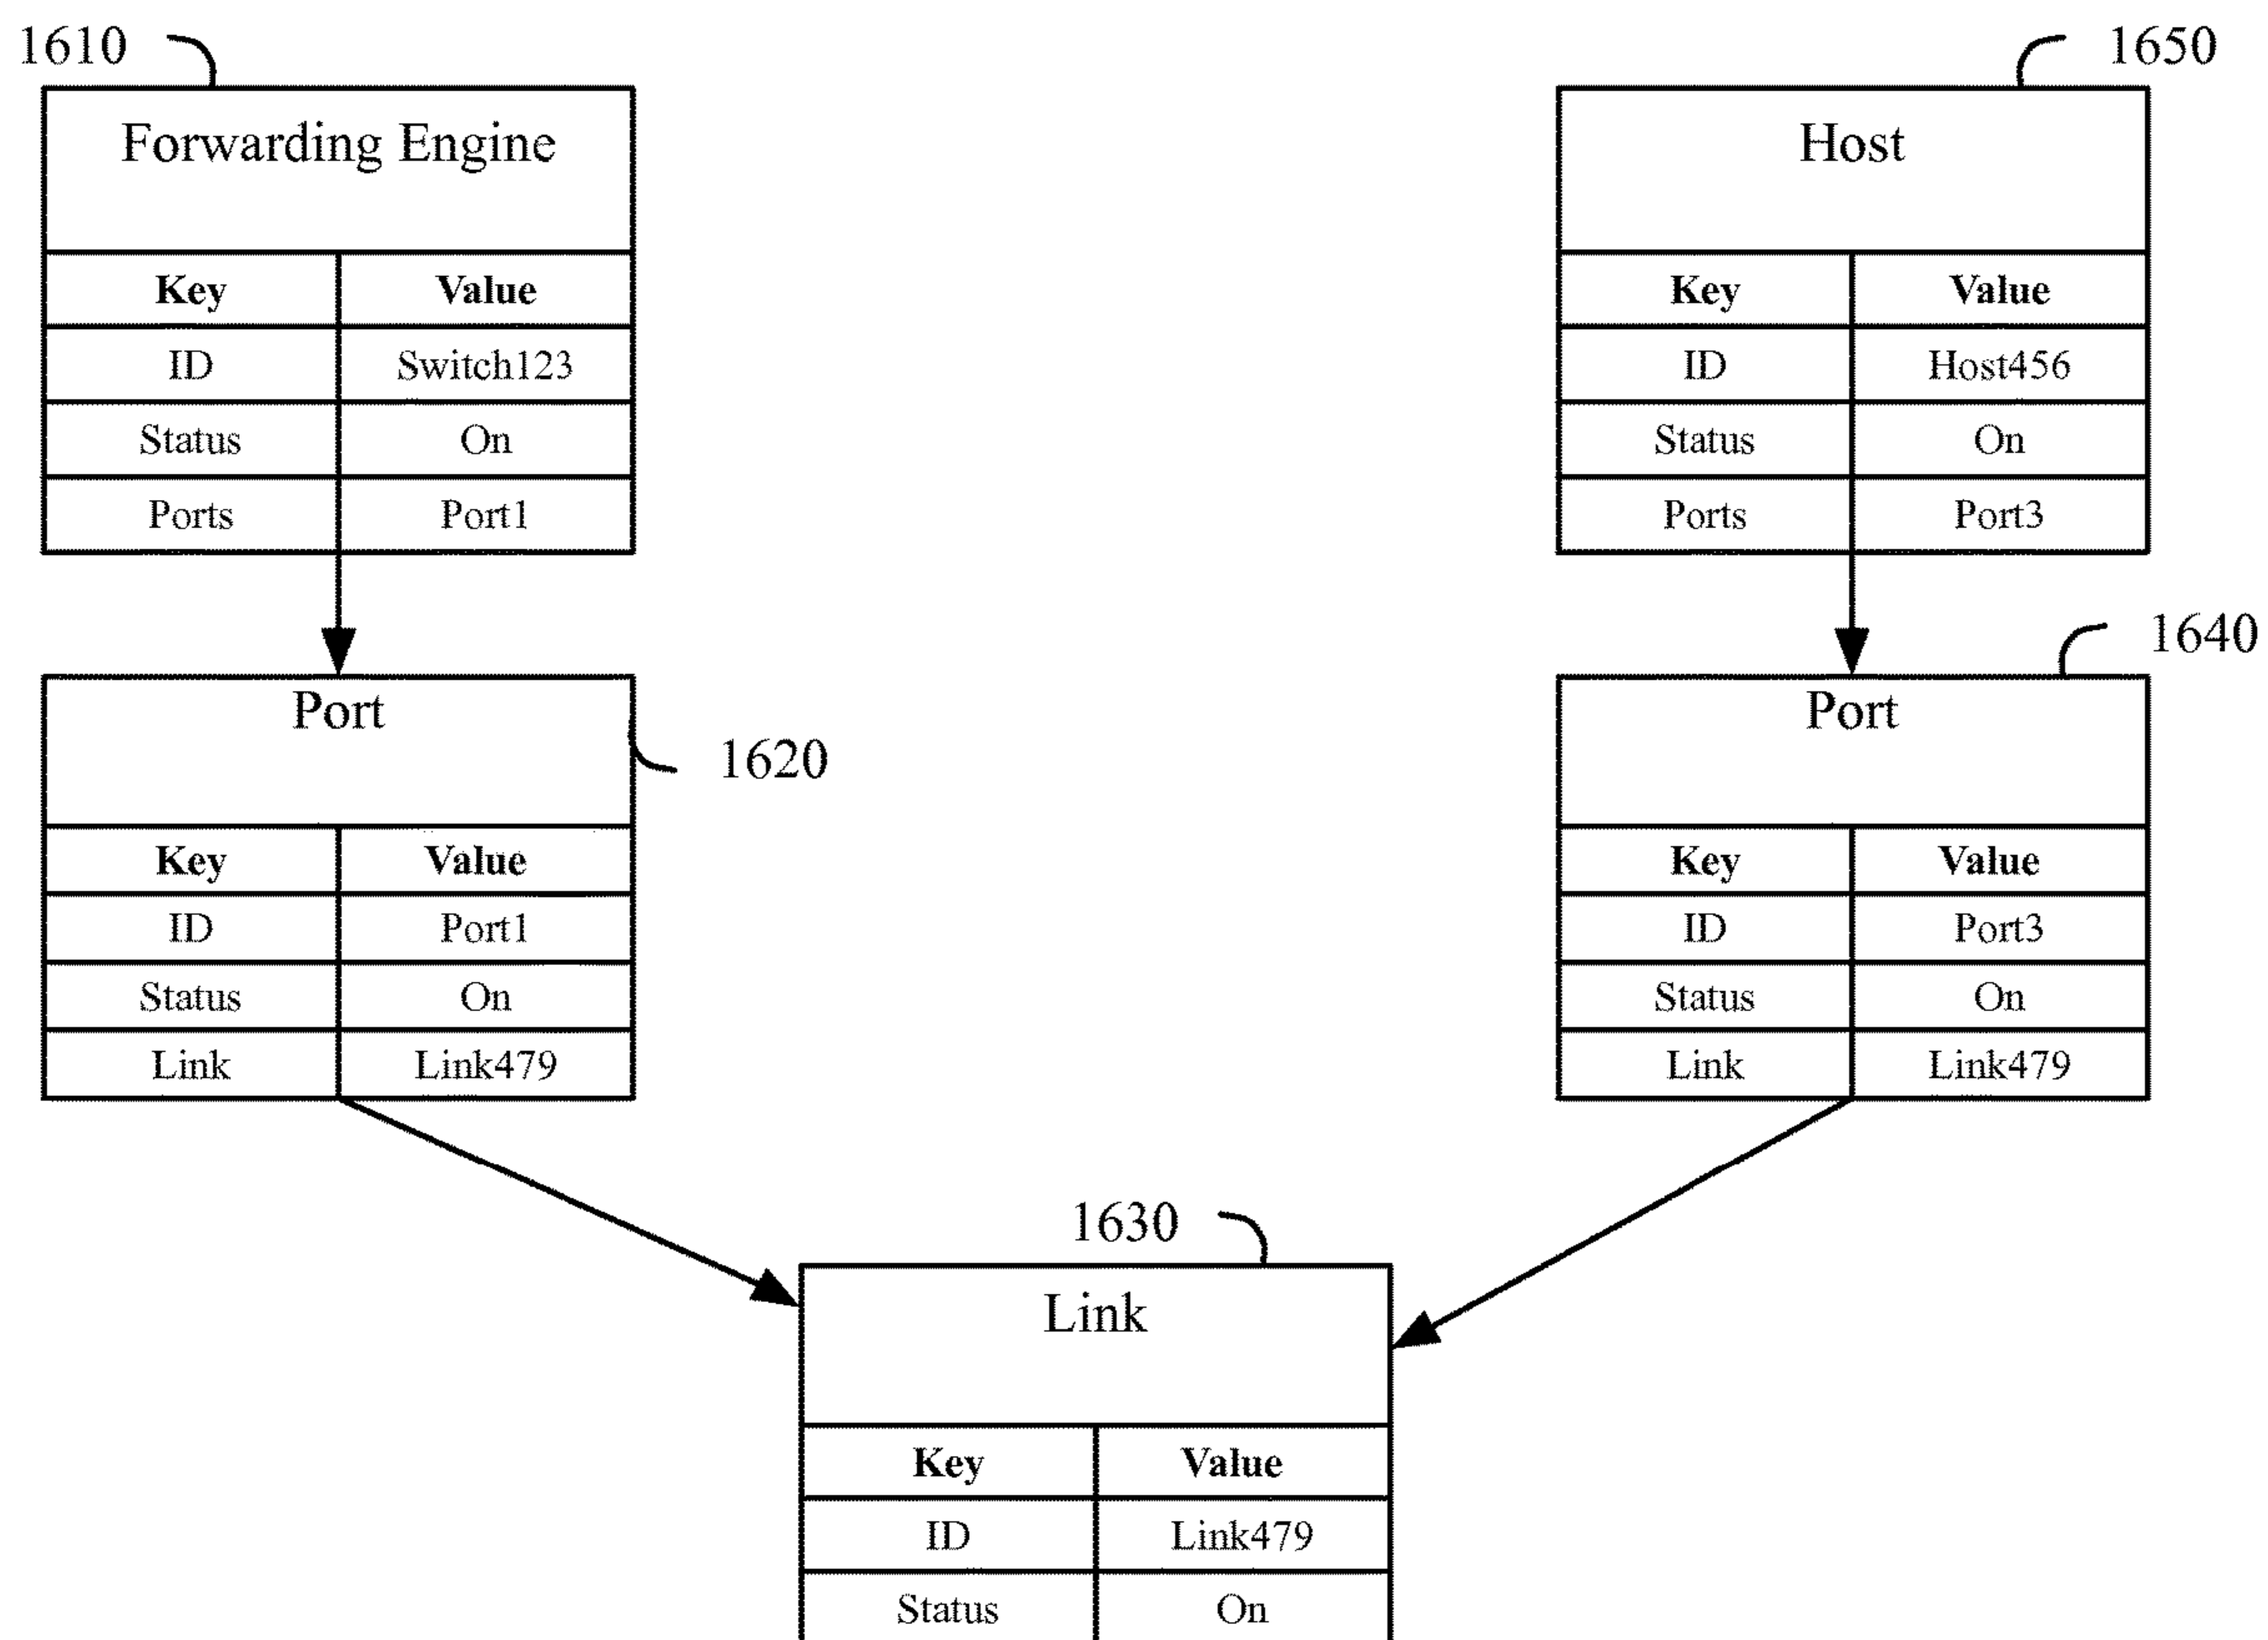 1610
Forwarding Engine
Key Value
ID Switch123
Status On
Ports Port1
1650
Host
Key Value
ID Host456
Status On
Ports Port3
Port
1620
Key Value
ID Port1
Status On
Link Link479
1640
Port
Key Value
ID Port3
Status On
Link Link479
1630
Link
Key Value
ID Link479
Status On